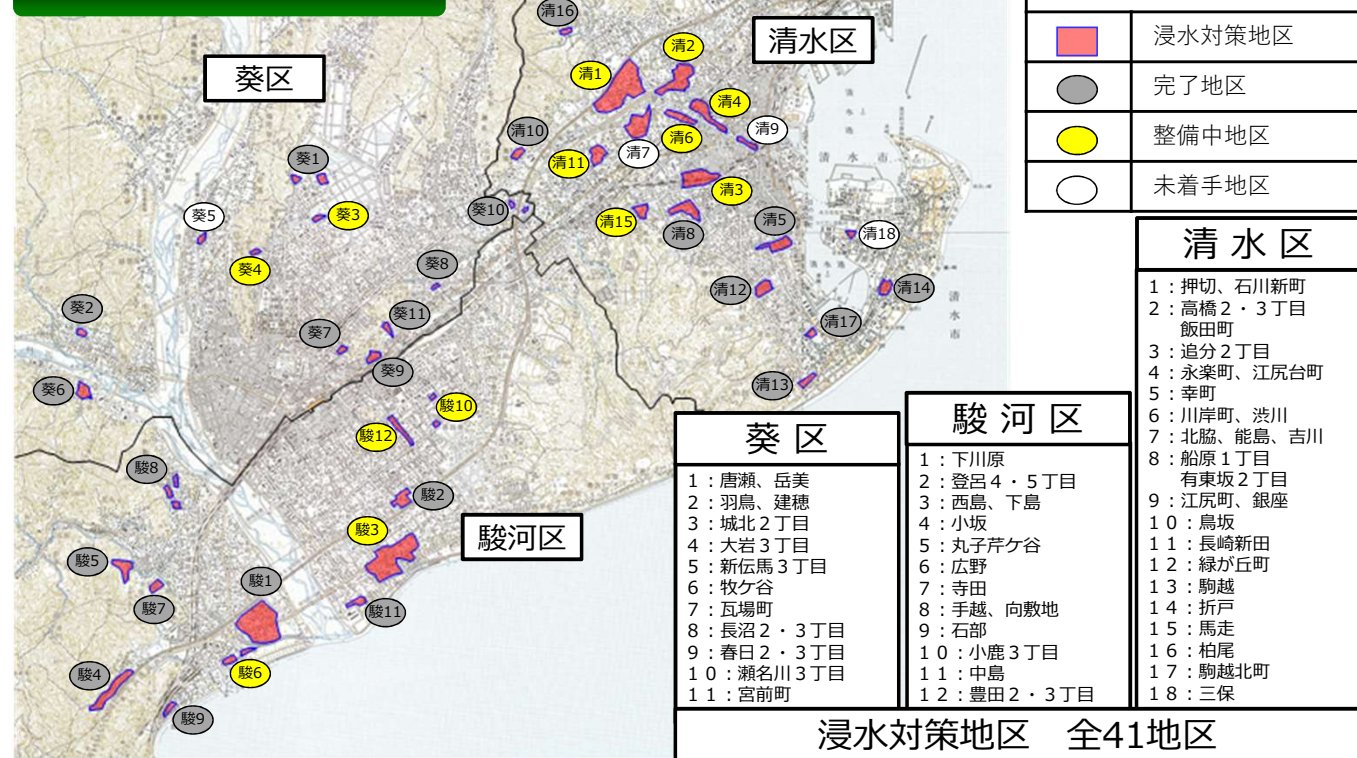 清16
清水区
葵区
清2
清1
清4
清9
清10
清6
清7
清11
葵1
清3
葵5
葵3
葵10
清15
清8
清5
清18
葵4
葵8
清12
清14
葵2
葵11
清17
葵7
葵9
清13
葵6
駿10
駿12
駿8
駿2
駿3
駿河区
駿5
駿1
駿7
駿11
駿4
駿6
駿9
清水市
清水市
浸水対策地区
完了地区
整備中地区
未着手地区
葵区
1：唐瀬、岳美
2：羽鳥、建穂
3：城北２丁目
4：大岩３丁目
5：新伝馬３丁目
6：牧ケ谷
7：瓦場町
8：長沼２・３丁目
9：春日２・３丁目
１０：瀬名川３丁目
１１：宮前町
駿河区
1：下川原
2：登呂４・５丁目
3：西島、下島
4：小坂
5：丸子芹ケ谷
6：広野
7：寺田
8：手越、向敷地
9：石部
１０：小鹿３丁目
１１：中島
１２：豊田２・３丁目
清水区
1：押切、石川新町
2：高橋２・３丁目
飯田町
3：追分２丁目
4：永楽町、江尻台町
5：幸町
6：川岸町、渋川
7：北脇、能島、吉川
8：船原１丁目
有東坂２丁目
9：江尻町、銀座
１０：鳥坂
１１：長崎新田
１２：緑が丘町
１３：駒越
１４：折戸
１５：馬走
１６：柏尾
１７：駒越北町
１８：三保
浸水対策地区　全41地区